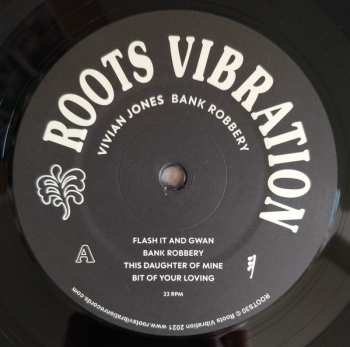 ROOTS VIBRATION
VIVIAN JONES BANK ROBBERY
A
FLASH IT AND GWAN
BANK ROBBERY
THIS DAUGHTER OF MINE
BIT OF YOUR LOVING
33 RPM
ROOTS30 © Roots Vibration 2021 www.rootsvibrationrecords.com